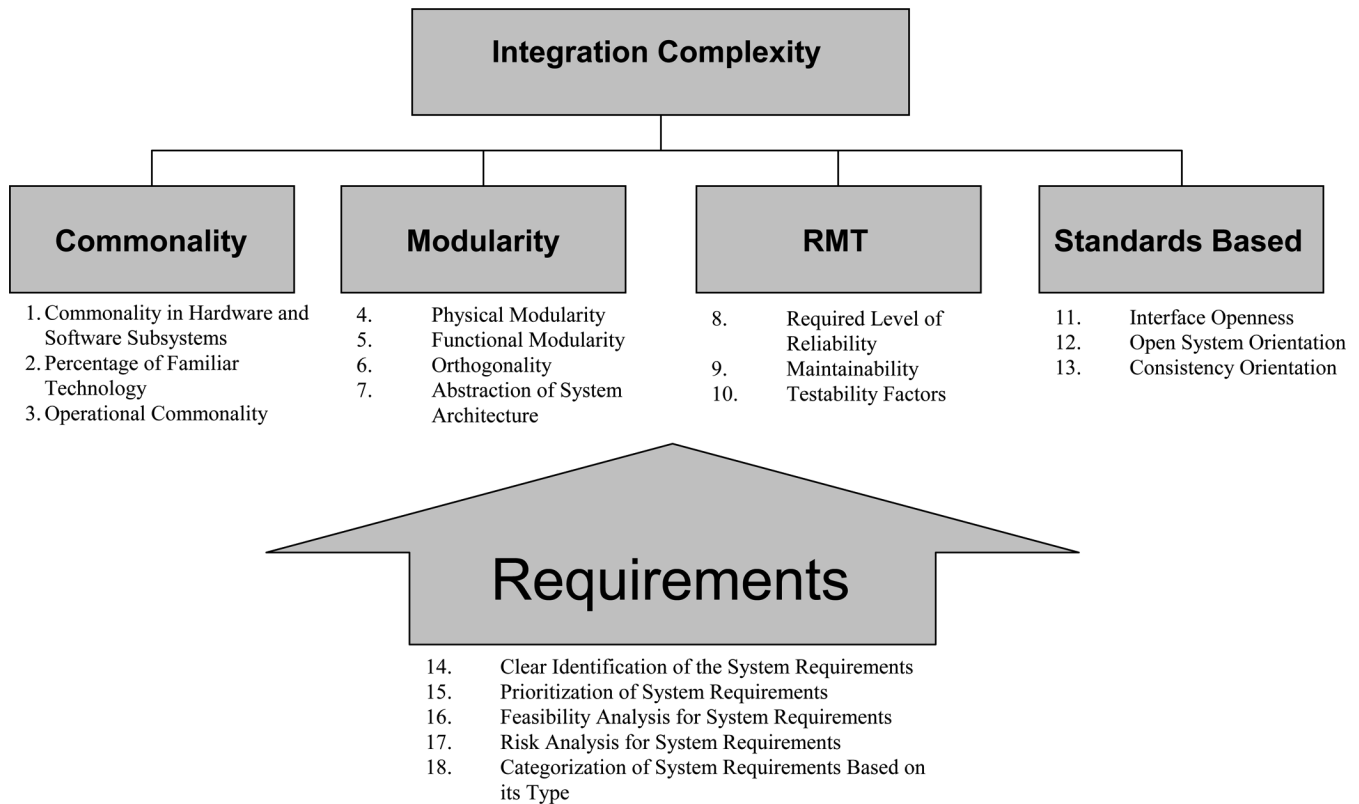 Integration Complexity
Commonality
Modularity
RMT
Standards Based
1. Commonality in Hardware and
Software Subsystems
2. Percentage of Familiar
Technology
3. Operational Commonality
4. Physical Modularity
5. Functional Modularity
6. Orthogonality
7. Abstraction of System
Architecture
8. Required Level of
Reliability
9. Maintainability
10. Testability Factors
11. Interface Openness
12. Open System Orientation
13. Consistency Orientation
Requirements
14. Clear Identification of the System Requirements
15. Prioritization of System Requirements
16. Feasibility Analysis for System Requirements
17. Risk Analysis for System Requirements
18. Categorization of System Requirements Based on
its Type